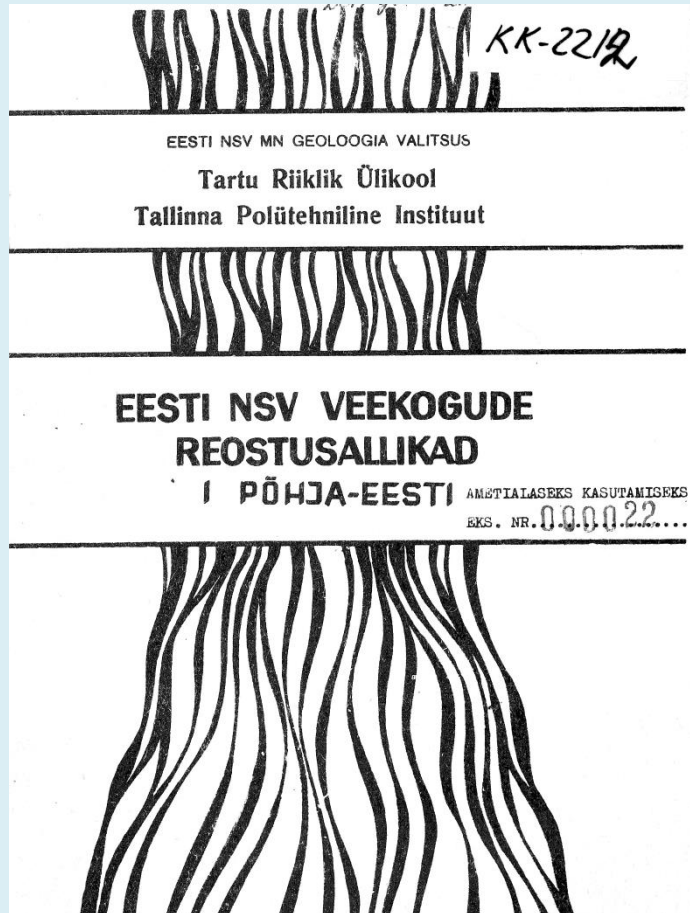 KK-2212
EESTI NSV MN GEOLOOGIA VALITSUS
Tartu Riiklik Ülikool
Tallinna Polütehniline Instituut
EESTI NSV VEEKOGUDE
REOSTUSALLIKAD
I PÕHJA-EESTI
AMETIALASEKS KASUTAMISEKS
EKS. NR. 000022